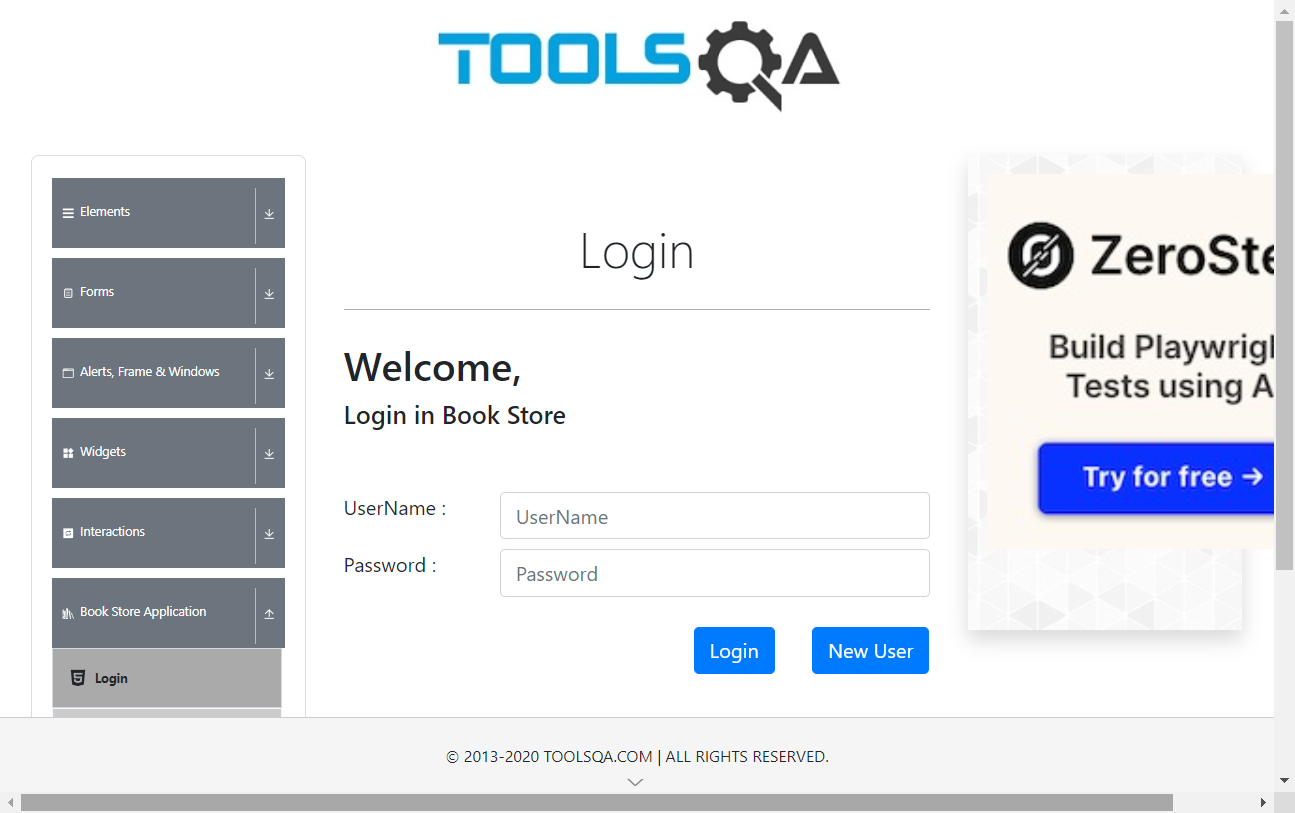 TOOLSQA
Elements
Forms
Alerts, Frame & Windows
Widgets
Interactions
Book Store Application
Login
Login
Welcome,
Login in Book Store
UserName :
UserName
Password :
Password
Login
New User
ZeroSte
Build Playwrigh
Tests using A
Try for free →
© 2013-2020 TOOLSQA.COM | ALL RIGHTS RESERVED.